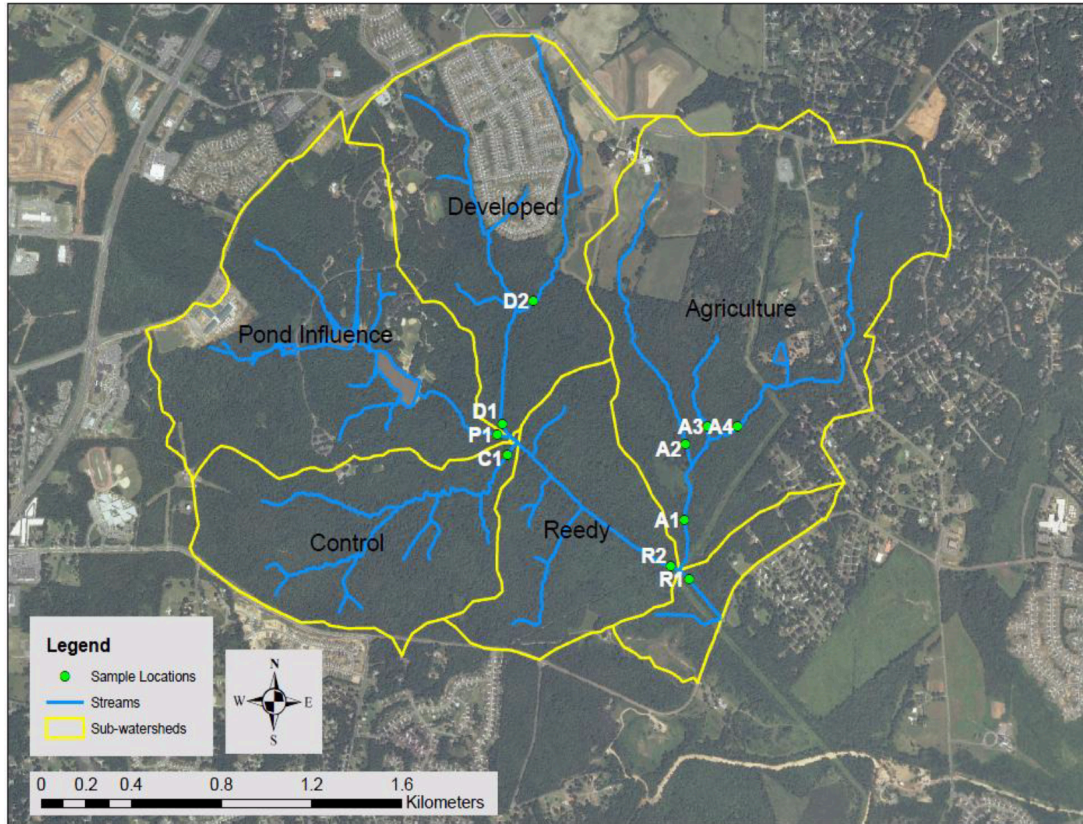 Developed
D2
Agriculture
Pond Influence
D1
P1
C1
A3
A4
A2
A1
Control
Reedy
R2
R1
Legend
Sample Locations
Streams
Sub-watersheds
N
W
E
S
0 0.2 0.4 0.8 1.2 1.6
Kilometers